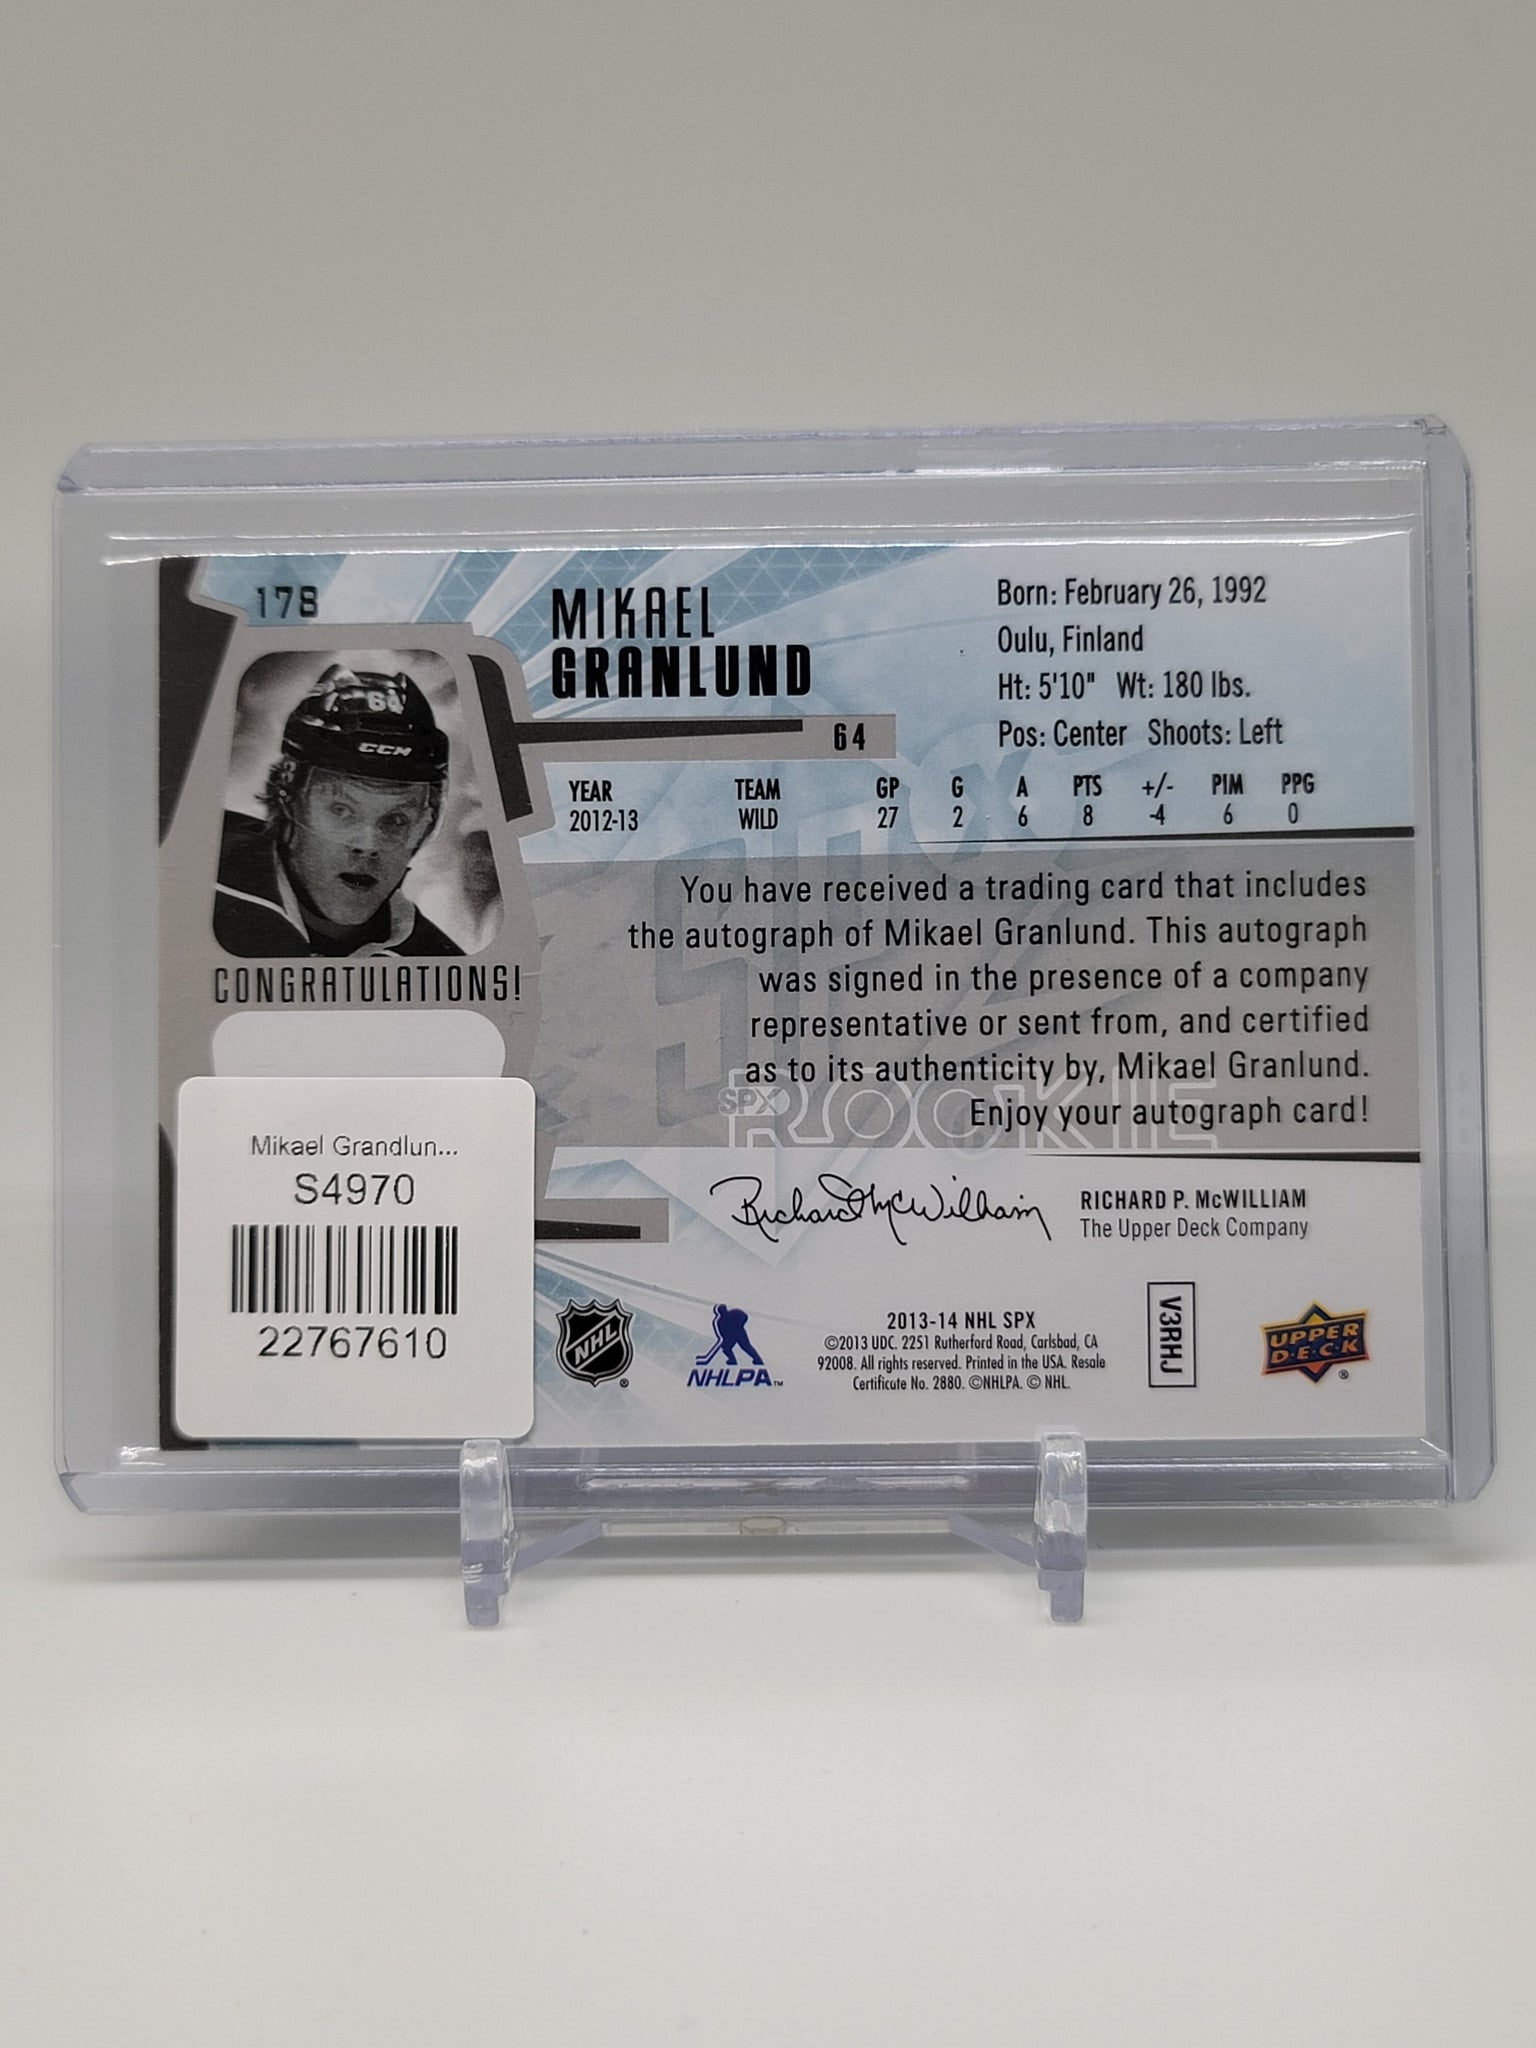 178
MIKAEL
GRANLUND
64
Born: February 26, 1992
Oulu, Finland
Ht: 5'10" Wt: 180 lbs.
Pos: Center Shoots: Left
64
CCM
YEAR TEAM GP G A PTS +/- PIM PPG
2012-13 WILD 27 2 6 8 -4 6 0
CONGRATULATIONS!
You have received a trading card that includes
the autograph of Mikael Granlund. This autograph
was signed in the presence of a company
representative or sent from, and certified
as to its authenticity by, Mikael Granlund.
Enjoy your autograph card!
SPX ROOKIE
Richard McWilliam
RICHARD P. McWILLIAM
The Upper Deck Company
Mikael Grandlun...
S4970
22767610
NHL®
NHLPA™
2013-14 NHL SPX
©2013 UDC. 2251 Rutherford Road, Carlsbad, CA
92008. All rights reserved. Printed in the USA. Resale
Certificate No. 2880. ©NHLPA. © NHL.
V3RHJ
UPPER
DECK®